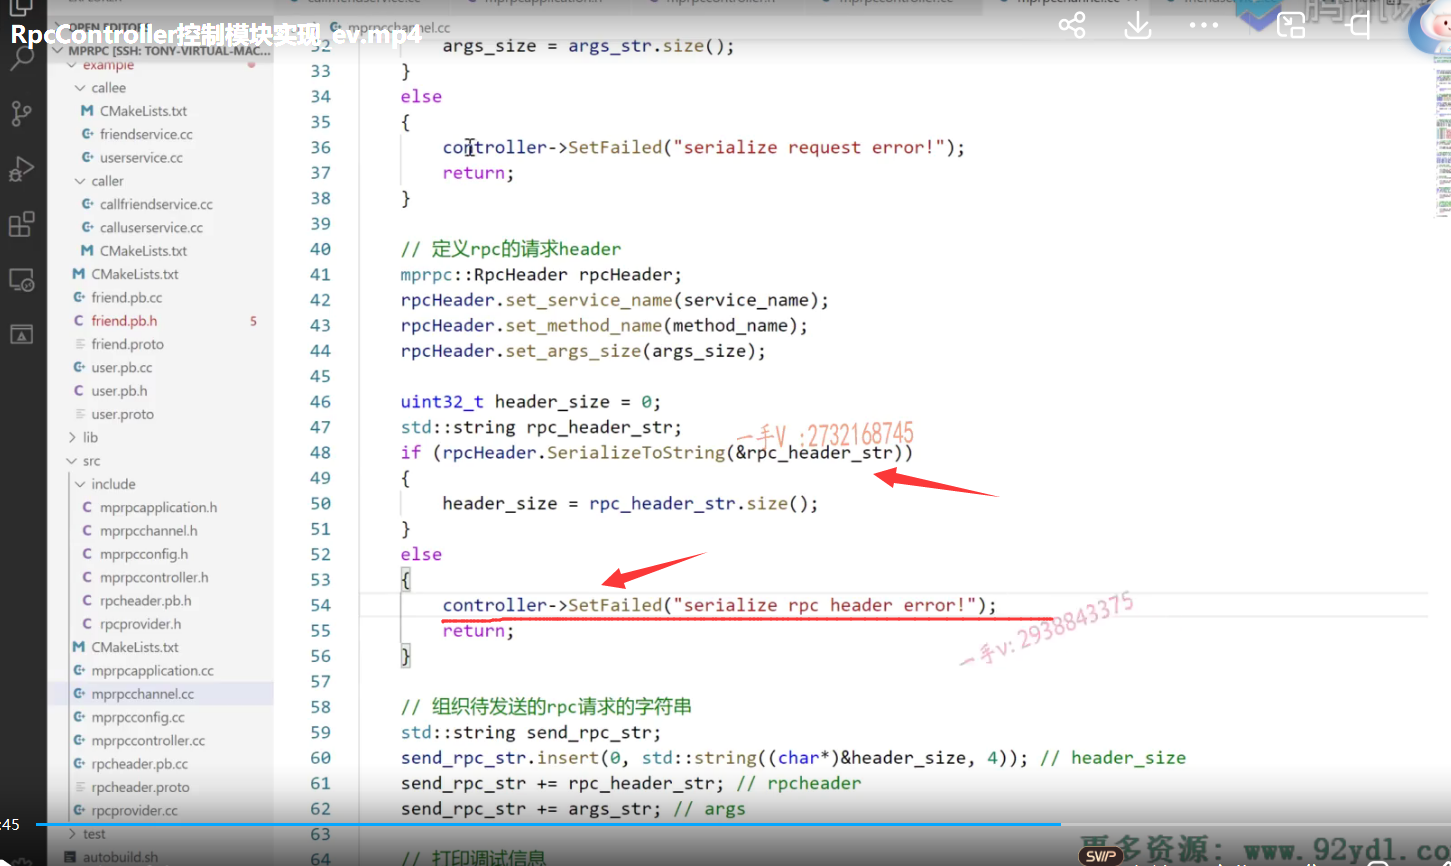 RpcController控制模块实现_ev.mp4
MPRPC [SSH: TONY-VIRTUAL-MAC...
example
callee
CMakeLists.txt
friendservice.cc
userservice.cc
caller
callfriendservice.cc
calluserservice.cc
CMakeLists.txt
CMakeLists.txt
friend.pb.cc
friend.pb.h 5
friend.proto
user.pb.cc
user.pb.h
user.proto
lib
src
include
mprpcapplication.h
mprpcchannel.h
mprpcconfig.h
mprpccontroller.h
rpcheader.pb.h
rpcprovider.h
CMakeLists.txt
mprpcapplication.cc
mprpcchannel.cc
mprpcconfig.cc
mprpccontroller.cc
rpcheader.pb.cc
rpcheader.proto
rpcprovider.cc
test
autobuild.sh
mprpcchannel.cc
32 args_size = args_str.size();
33 }
34 else
35 {
36 controller->SetFailed("serialize request error!");
37 return;
38 }
39
40 // 定义rpc的请求header
41 mprpc::RpcHeader rpcHeader;
42 rpcHeader.set_service_name(service_name);
43 rpcHeader.set_method_name(method_name);
44 rpcHeader.set_args_size(args_size);
45
46 uint32_t header_size = 0;
47 std::string rpc_header_str;
一手V :2732168745
48 if (rpcHeader.SerializeToString(&rpc_header_str))
49 {
50 header_size = rpc_header_str.size();
51 }
52 else
53 {
54 controller->SetFailed("serialize rpc header error!");
55 return;
56 }
一手v: 2938843375
57
58 // 组织待发送的rpc请求的字符串
59 std::string send_rpc_str;
60 send_rpc_str.insert(0, std::string((char*)&header_size, 4)); // header_size
61 send_rpc_str += rpc_header_str; // rpcheader
62 send_rpc_str += args_str; // args
63
64 // 打印调试信息
:45
SVIP
更多资源: www.92ydl.co